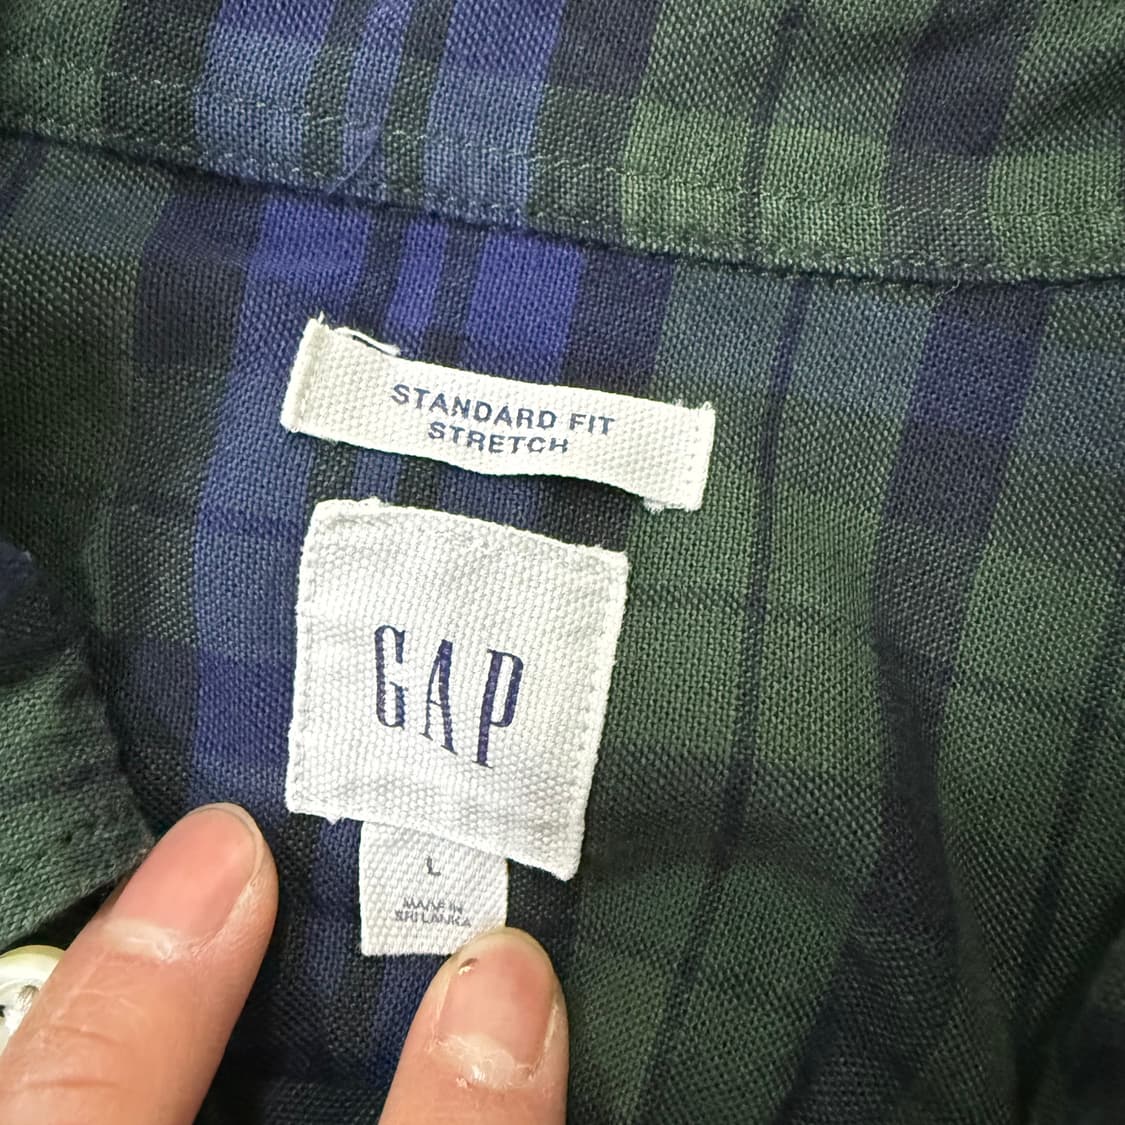 STANDARD FIT
STRETCH
GAP
L
MADE IN
SRI LANKA